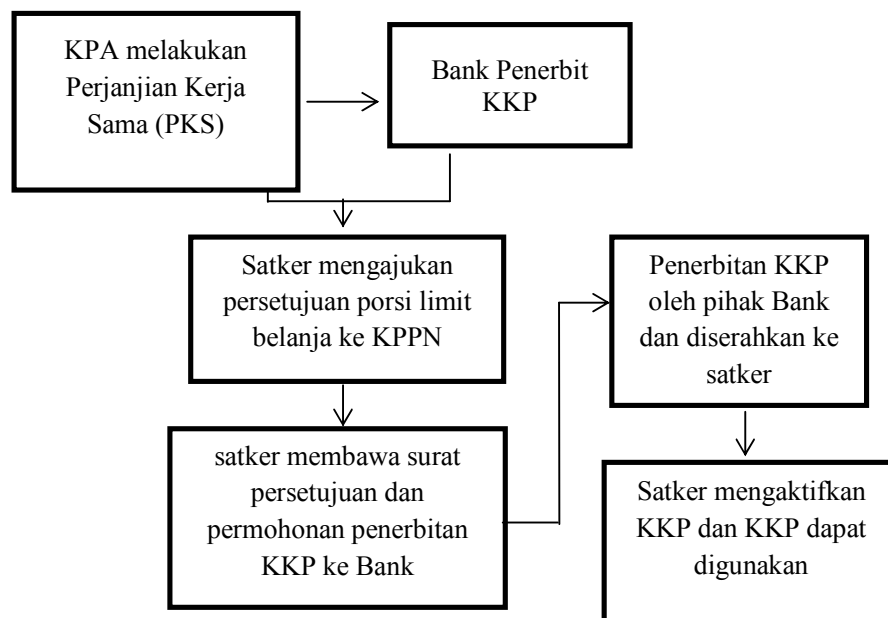 KPA melakukan
Perjanjian Kerja
Sama (PKS)
Bank Penerbit
KKP
Satker mengajukan
persetujuan porsi limit
belanja ke KPPN
satker membawa surat
persetujuan dan
permohonan penerbitan
KKP ke Bank
Penerbitan KKP
oleh pihak Bank
dan diserahkan ke
satker
Satker mengaktifkan
KKP dan KKP dapat
digunakan